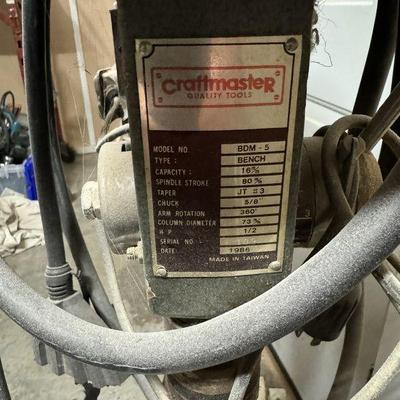 craftmaster
QUALITY TOOLS
MODEL NO. BDM - 5
TYPE : BENCH
CAPACITY : 16 m/m
SPINDLE STROKE 80 m/m
TAPER JT #3
CHUCK 5/8"
ARM ROTATION 360°
COLUMN DIAMETER 73 m/m
H P 1/2
SERIAL NO
DATE 1986
MADE IN TAIWAN